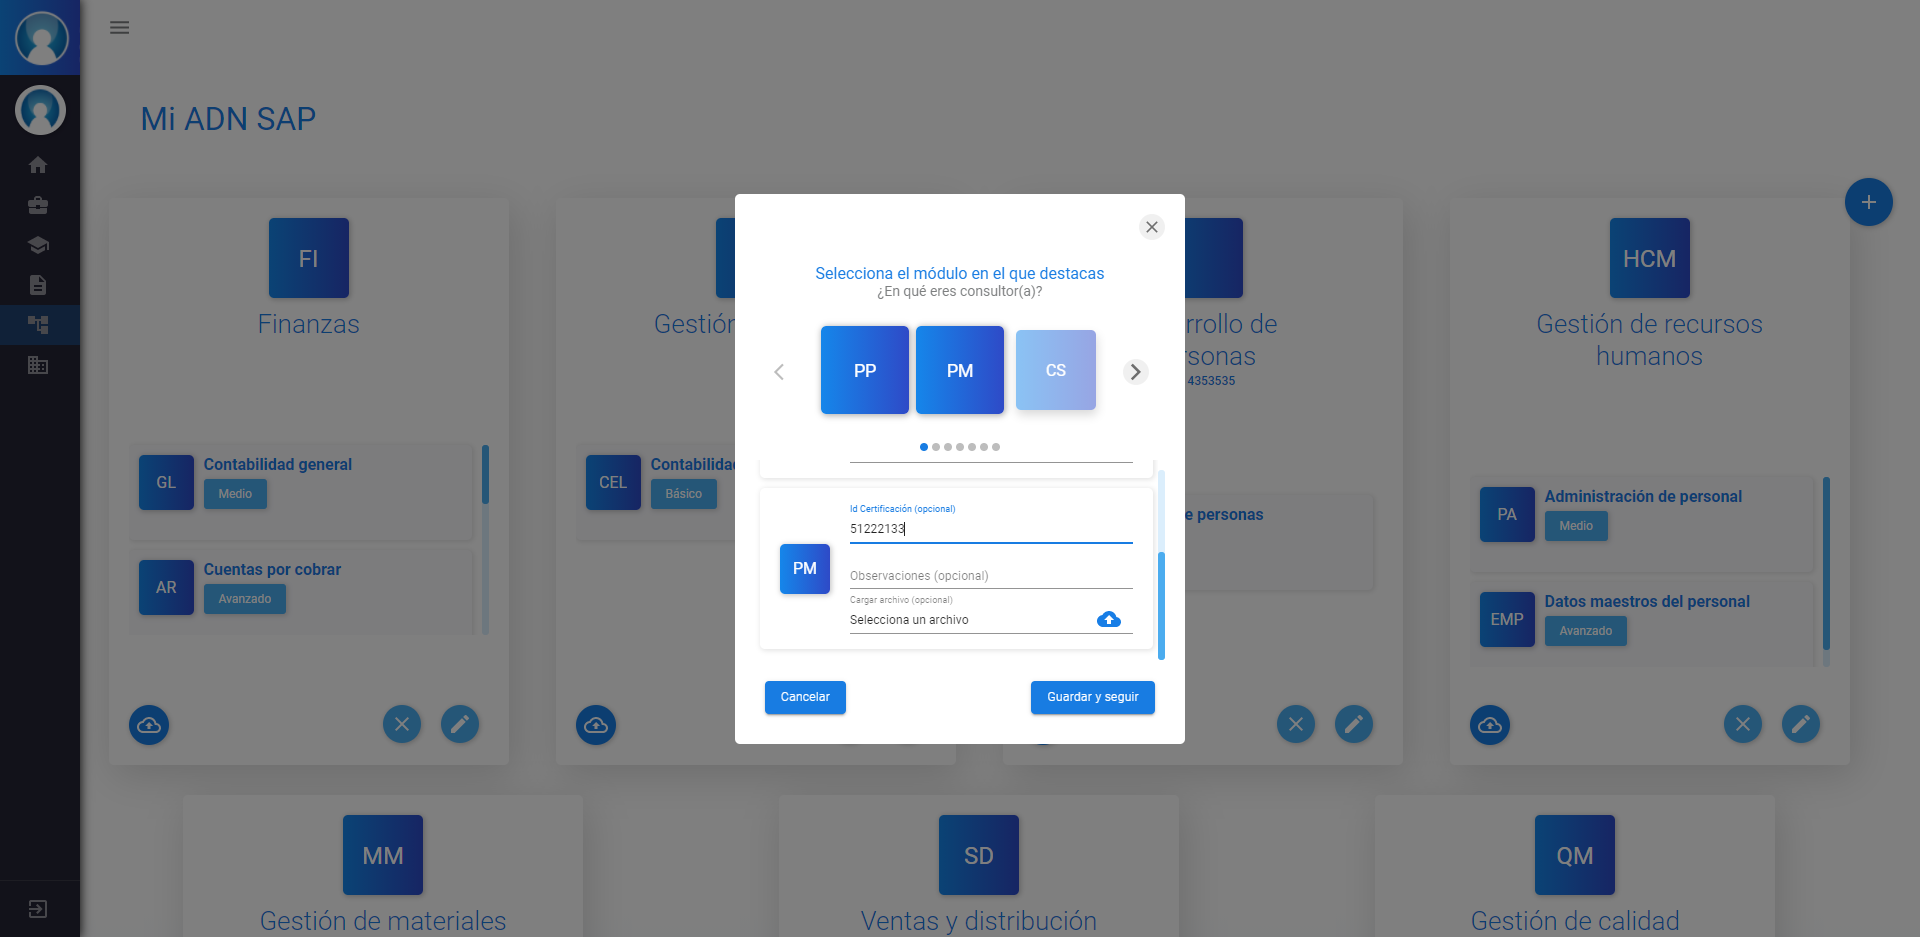 Mi ADN SAP
FI
Finanzas
GL
Contabilidad general
Medio
AR
Cuentas por cobrar
Avanzado
Gestión
CEL
Contabilida
Básico
rrollo de
rsonas
4353535
e personas
HCM
Gestión de recursos
humanos
PA
Administración de personal
Medio
EMP
Datos maestros del personal
Avanzado
Selecciona el módulo en el que destacas
¿En qué eres consultor(a)?
PP
PM
CS
PM
Id Certificación (opcional)
51222133
Observaciones (opcional)
Cargar archivo (opcional)
Selecciona un archivo
Cancelar
Guardar y seguir
MM
Gestión de materiales
SD
Ventas y distribución
QM
Gestión de calidad